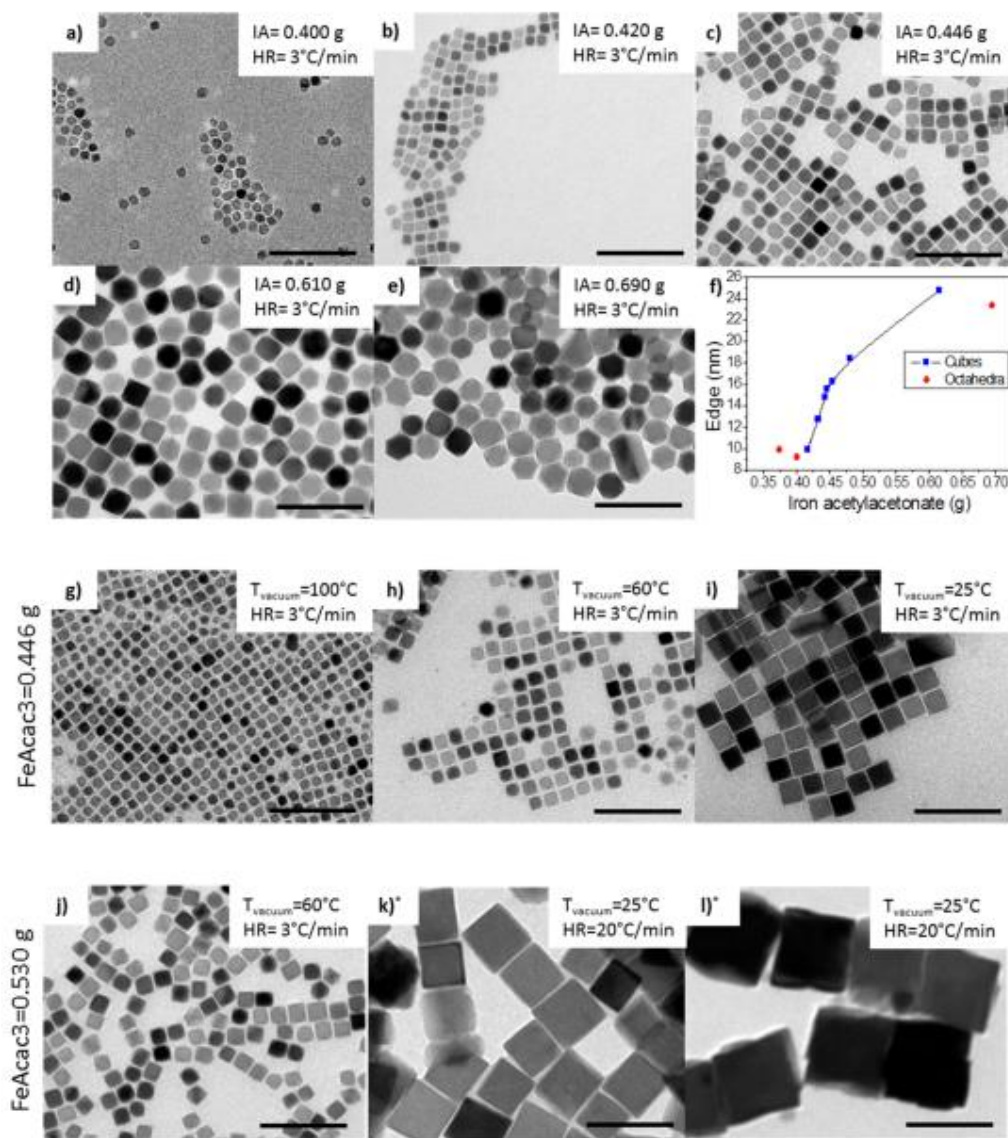 a)
IA= 0.400 g
HR= 3°C/min
b)
IA= 0.420 g
HR= 3°C/min
c)
IA= 0.446 g
HR= 3°C/min
d)
IA= 0.610 g
HR= 3°C/min
e)
IA= 0.690 g
HR= 3°C/min
f)
26
24
22
20
18
16
14
12
10
8
Edge (nm)
Cubes
Octahedra
0.35 0.40 0.45 0.50 0.55 0.60 0.65 0.70
Iron acetylacetonate (g)
FeAcac3=0.446 g
g)
Tvacuum=100°C
HR= 3°C/min
h)
Tvacuum=60°C
HR= 3°C/min
i)
Tvacuum=25°C
HR= 3°C/min
FeAcac3=0.530 g
j)
Tvacuum=60°C
HR= 3°C/min
k)*
Tvacuum=25°C
HR=20°C/min
l)*
Tvacuum=25°C
HR=20°C/min